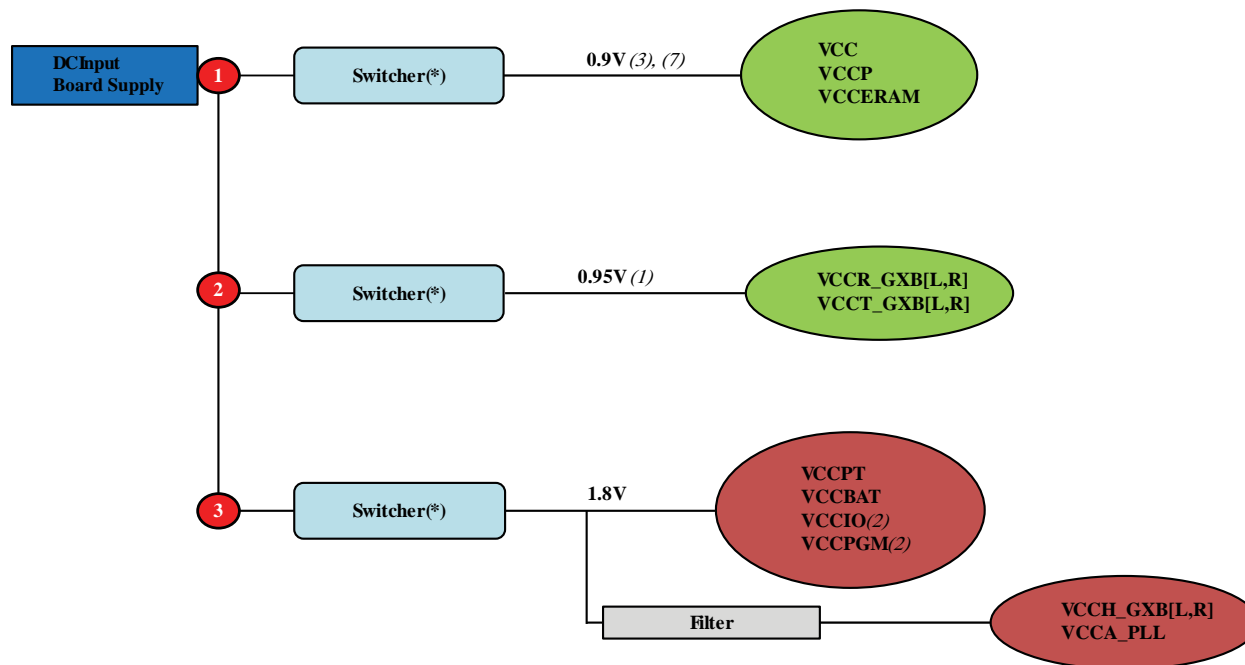 DCInput
Board Supply
1
Switcher(*)
0.9V (3), (7)
VCC
VCCP
VCCERAM
2
Switcher(*)
0.95V (1)
VCCR_GXB[L,R]
VCCT_GXB[L,R]
3
Switcher(*)
1.8V
VCCPT
VCCBAT
VCCIO(2)
VCCPGM(2)
Filter
VCCH_GXB[L,R]
VCCA_PLL